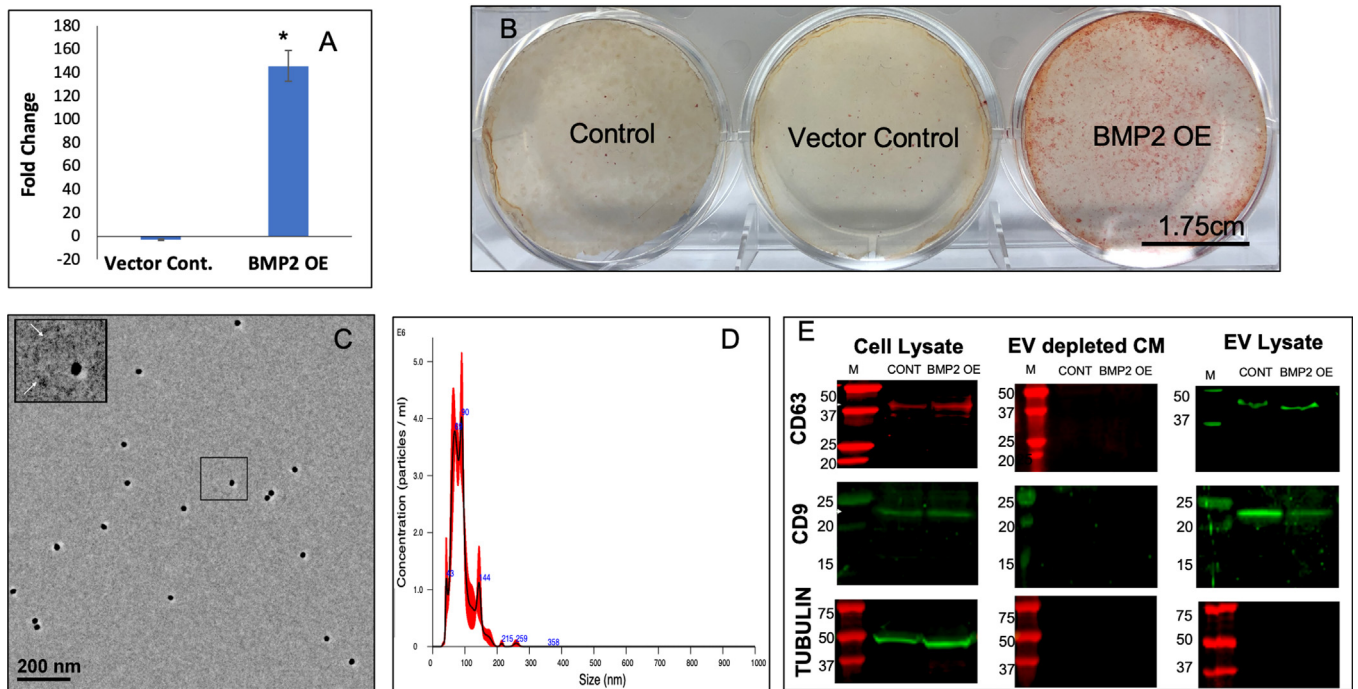 A
180
160
140
120
100
80
60
40
20
0
-20
Fold Change
*
Vector Cont.
BMP2 OE
B
Control
Vector Control
BMP2 OE
1.75cm
C
200 nm
D
E6
5.0
4.0
3.0
2.0
1.0
0
Concentration (particles / ml)
90
43
144
215
259
358
0 100 200 300 400 500 600 700 800 900 1000
Size (nm)
E
Cell Lysate
EV depleted CM
EV Lysate
M CONT BMP2 OE
M CONT BMP2 OE
M CONT BMP2 OE
CD63
50
37
25
20
50
37
25
20
50
37
CD9
25
20
15
25
20
15
25
20
15
TUBULIN
75
50
37
75
50
37
75
50
37